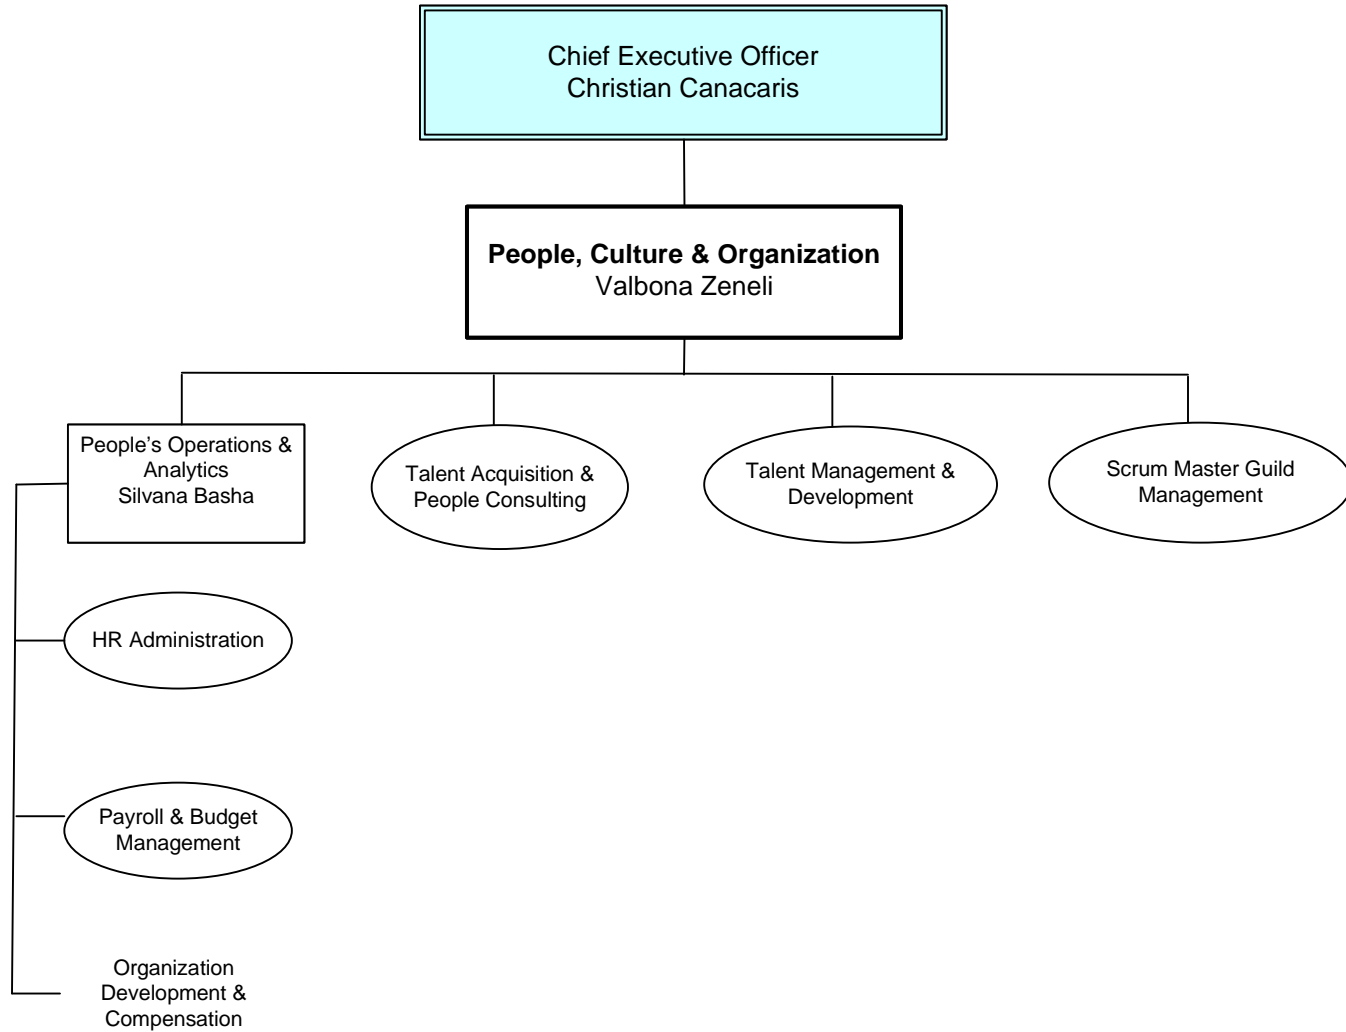 Chief Executive Officer
Christian Canacaris
People, Culture & Organization
Valbona Zeneli
People’s Operations &
Analytics
Silvana Basha
Talent Acquisition &
People Consulting
Talent Management &
Development
Scrum Master Guild
Management
HR Administration
Payroll & Budget
Management
Organization
Development &
Compensation